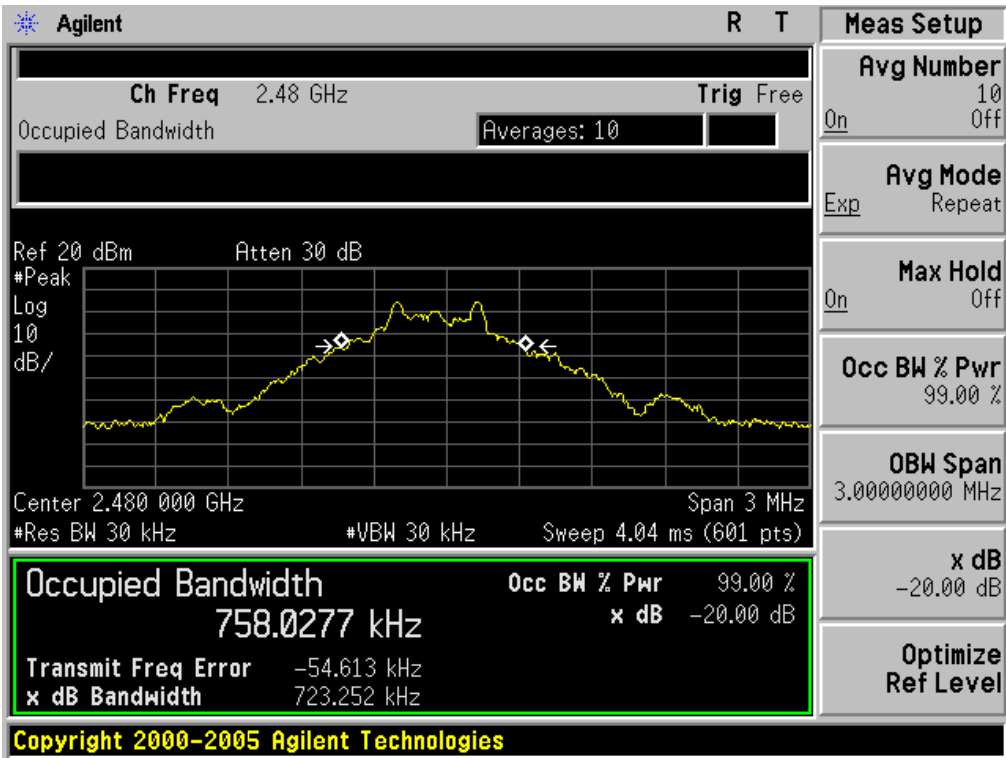 Agilent R T
Ch Freq 2.48 GHz Trig Free
Occupied Bandwidth Averages: 10
Ref 20 dBm Atten 30 dB
#Peak
Log
10
dB/
Center 2.480 000 GHz Span 3 MHz
#Res BW 30 kHz #VBW 30 kHz Sweep 4.04 ms (601 pts)
Occupied Bandwidth Occ BW % Pwr 99.00 %
758.0277 kHz x dB -20.00 dB
Transmit Freq Error -54.613 kHz
x dB Bandwidth 723.252 kHz
Copyright 2000-2005 Agilent Technologies
Meas Setup
Avg Number
10
On Off
Avg Mode
Exp Repeat
Max Hold
On Off
Occ BW % Pwr
99.00 %
OBW Span
3.00000000 MHz
x dB
-20.00 dB
Optimize
Ref Level